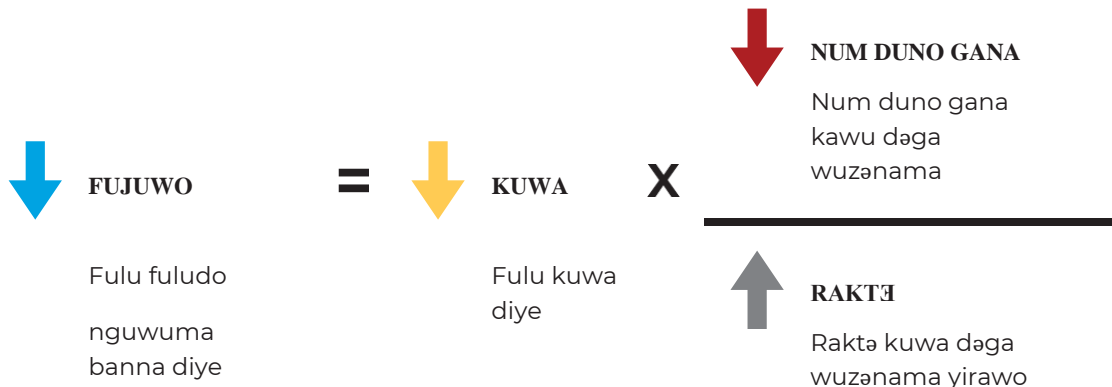 FUJUWO
Fulu fuludo
nguwuma
banna diye
=
KUWA
Fulu kuwa
diye
X
NUM DUNO GANA
Num duno gana
kawu dəga
wuzənama
RAKTƎ
Raktə kuwa dəga
wuzənama yirawo